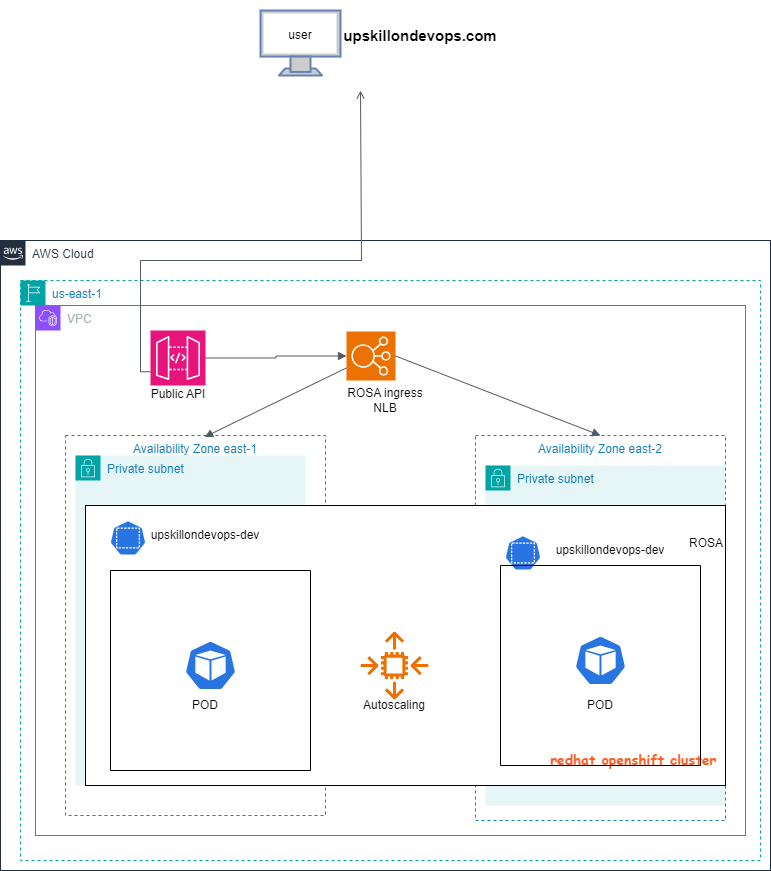 user
upskillondevops.com
aws
AWS Cloud
us-east-1
VPC
Public API
ROSA ingress
NLB
Availability Zone east-1
Private subnet
Availability Zone east-2
Private subnet
upskillondevops-dev
ROSA
upskillondevops-dev
POD
Autoscaling
POD
redhat openshift cluster